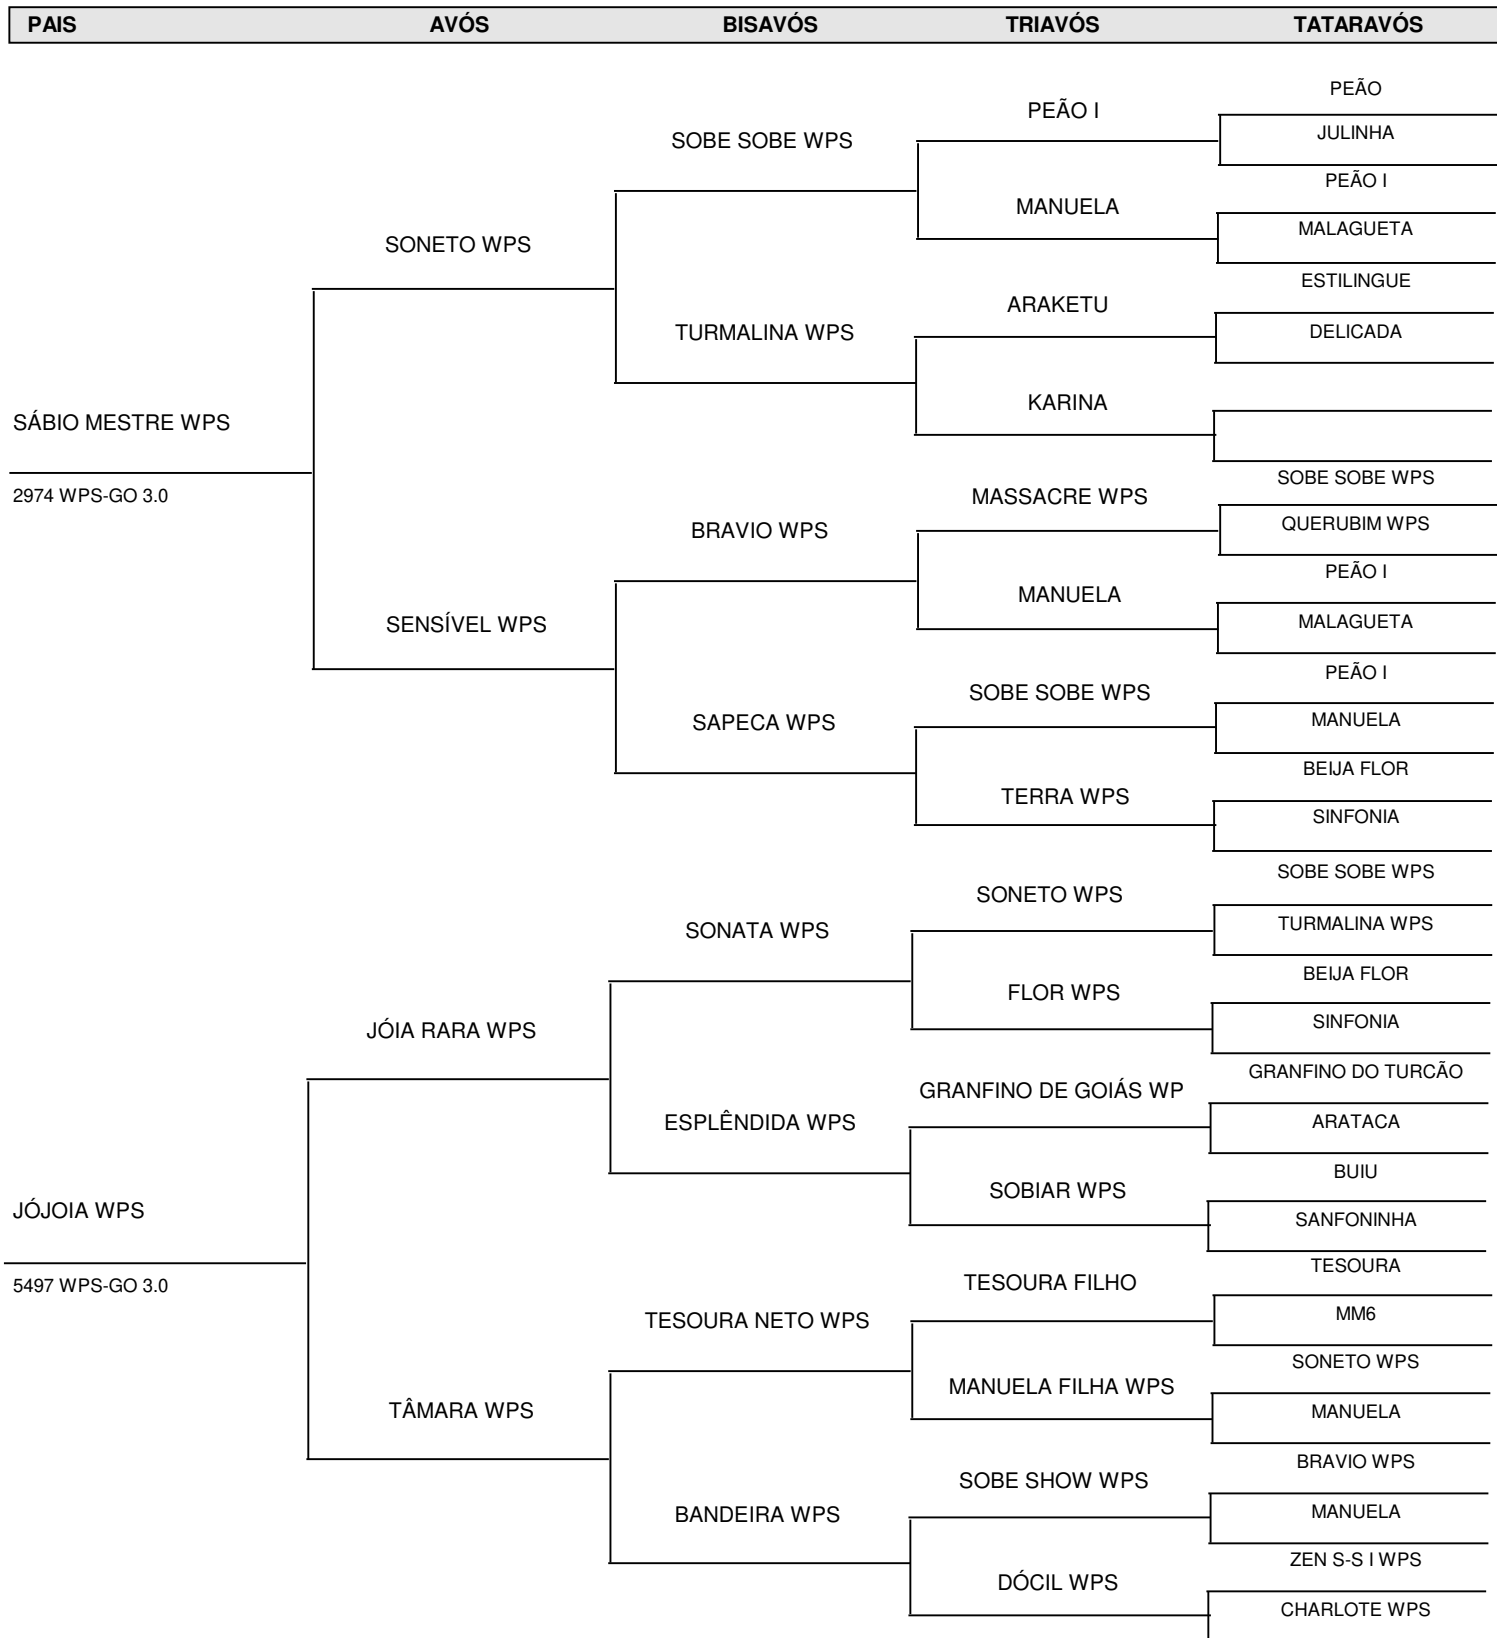 PAIS AVÓS BISAVÓS TRIAVÓS TATARAVÓS
PEÃO
PEÃO I
JULINHA
SOBE SOBE WPS
PEÃO I
MANUELA
MALAGUETA
SONETO WPS
ESTILINGUE
ARAKETU
TURMALINA WPS
DELICADA
KARINA
SÁBIO MESTRE WPS
SOBE SOBE WPS
2974 WPS-GO 3.0
MASSACRE WPS
QUERUBIM WPS
BRAVIO WPS
PEÃO I
MANUELA
MALAGUETA
SENSÍVEL WPS
PEÃO I
SOBE SOBE WPS
MANUELA
SAPECA WPS
BEIJA FLOR
TERRA WPS
SINFONIA
SOBE SOBE WPS
SONETO WPS
TURMALINA WPS
SONATA WPS
BEIJA FLOR
FLOR WPS
SINFONIA
JÓIA RARA WPS
GRANFINO DO TURCÃO
GRANFINO DE GOIÁS WP
ARATACA
ESPLÊNDIDA WPS
BUIU
SOBIAR WPS
JÓJOIA WPS
SANFONINHA
TESOURA
5497 WPS-GO 3.0
TESOURA FILHO
MM6
TESOURA NETO WPS
SONETO WPS
MANUELA FILHA WPS
TÂMARA WPS
MANUELA
BRAVIO WPS
SOBE SHOW WPS
MANUELA
BANDEIRA WPS
ZEN S-S I WPS
DÓCIL WPS
CHARLOTE WPS